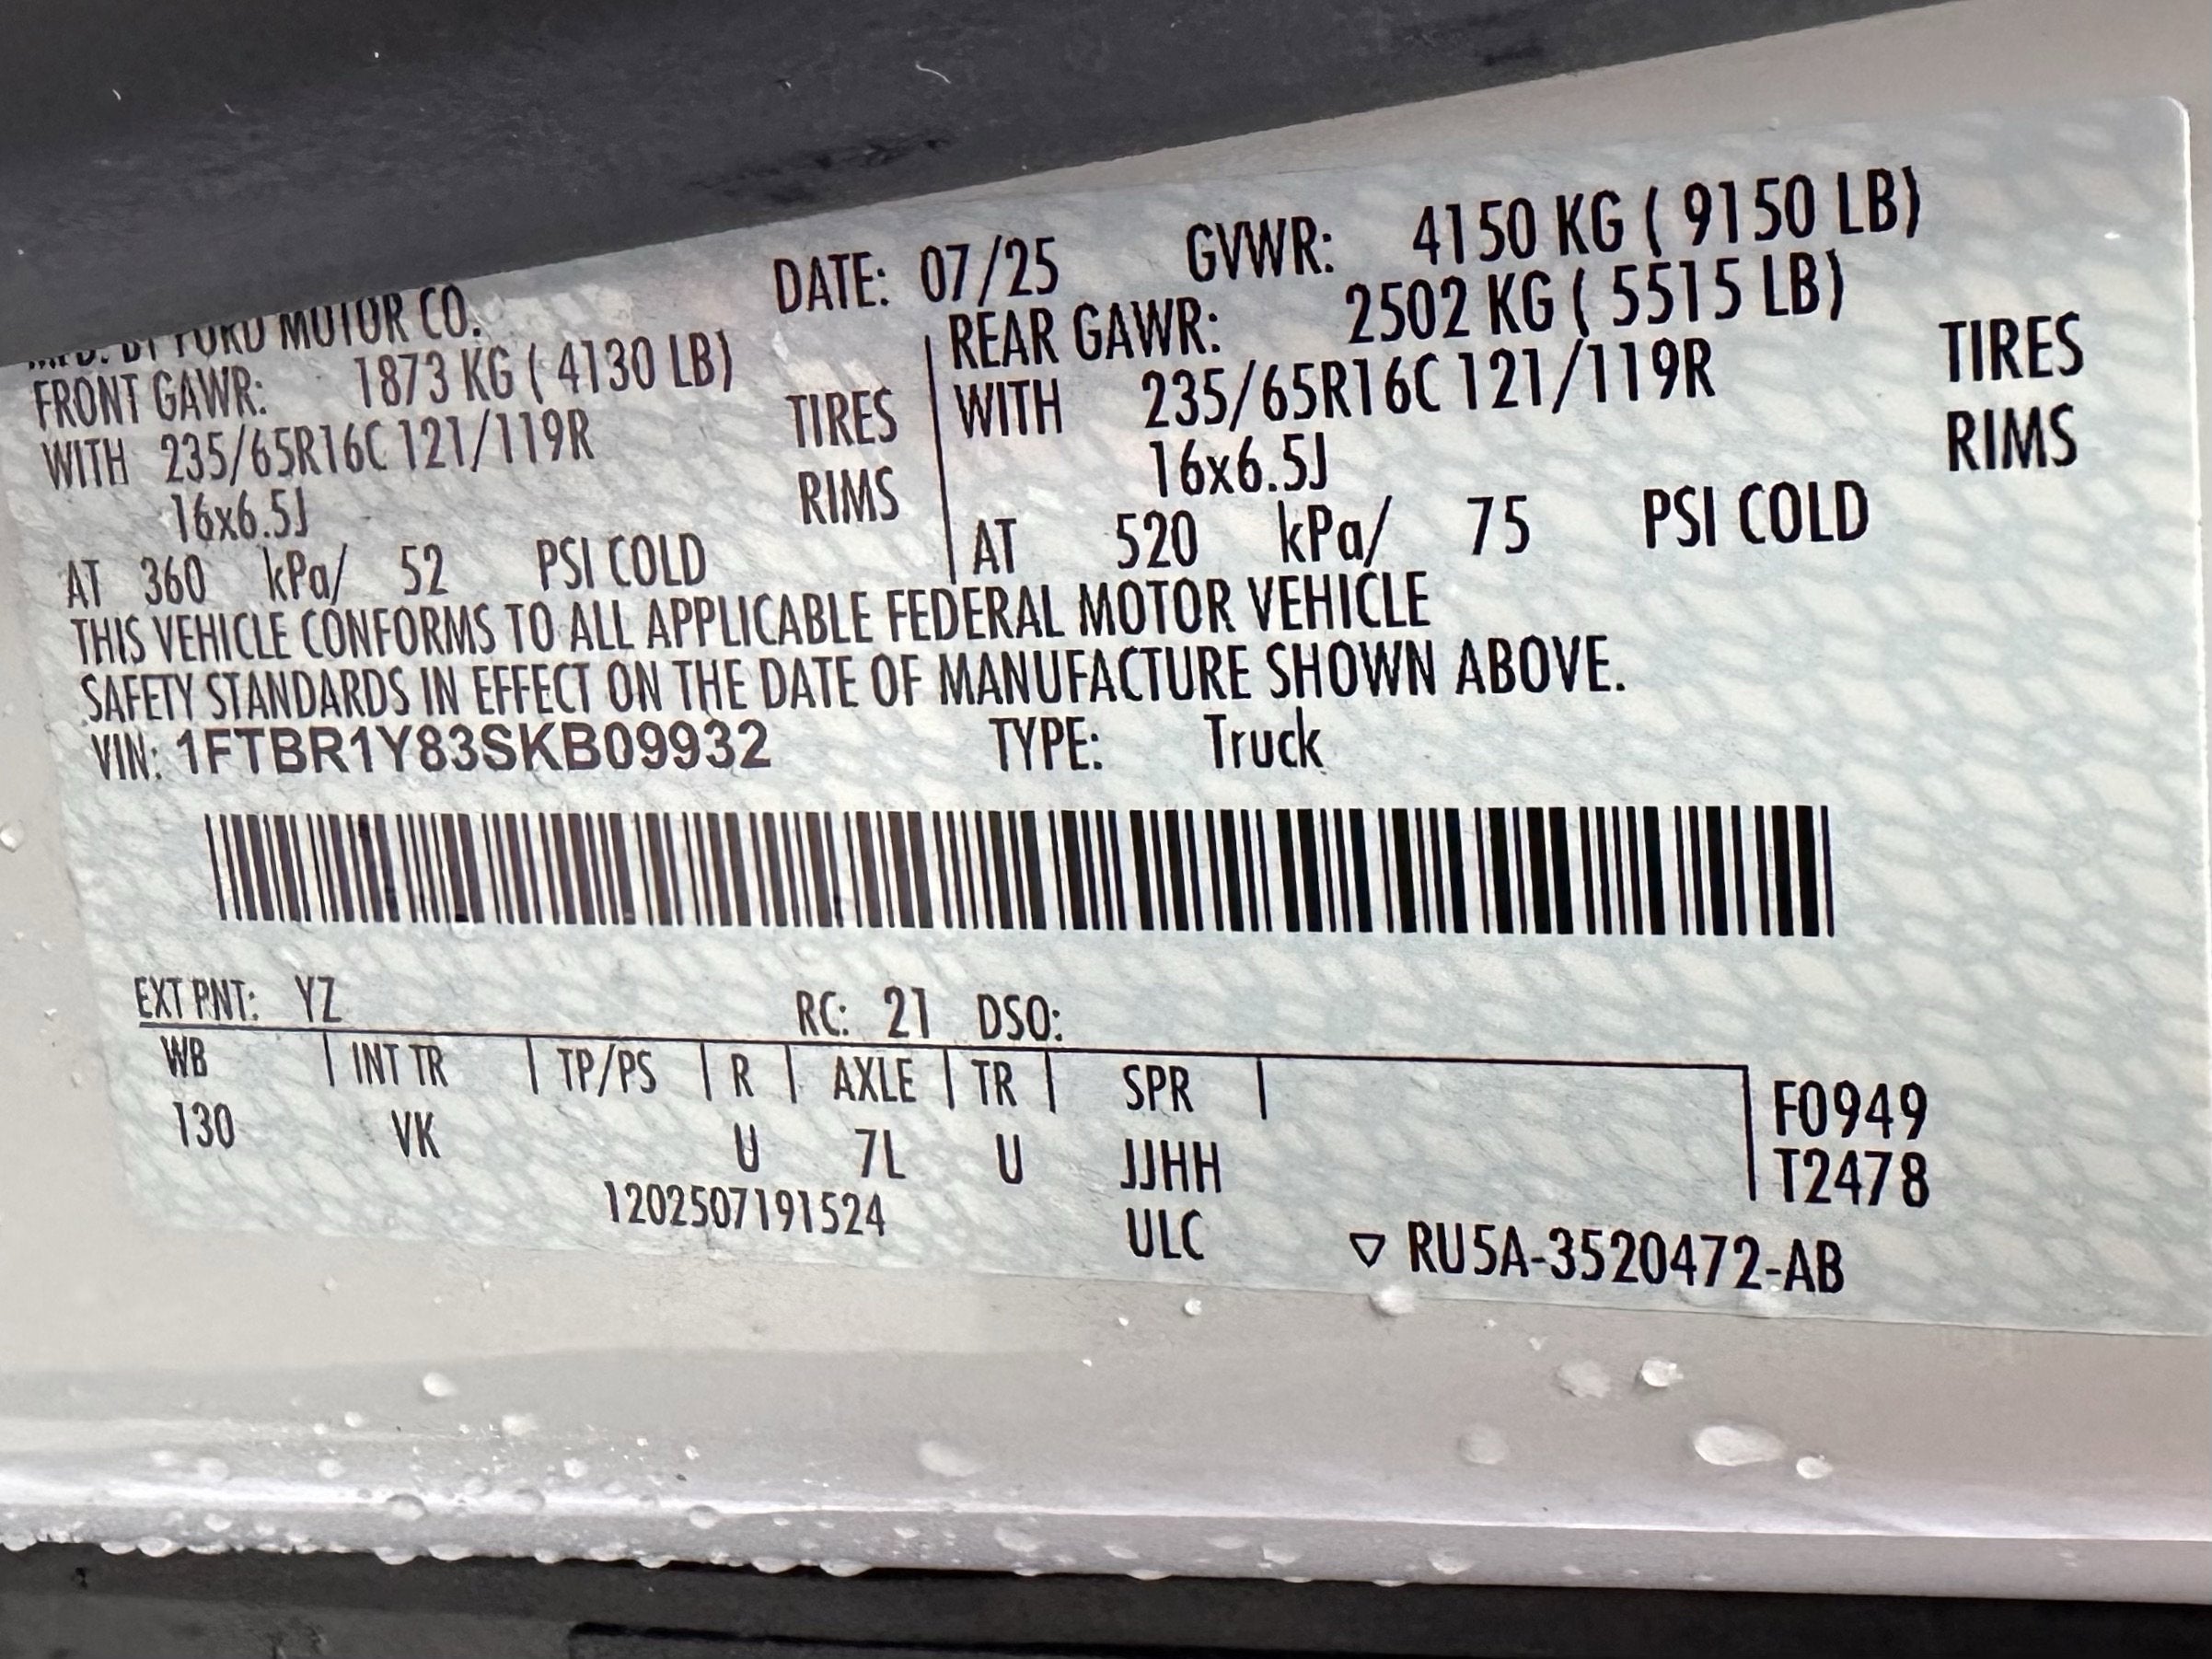 MFD. BY FORD MOTOR CO.
DATE: 07/25 GVWR: 4150 KG ( 9150 LB)
FRONT GAWR: 1873 KG ( 4130 LB)
WITH 235/65R16C 121/119R TIRES
16x6.5J RIMS
AT 360 kPa/ 52 PSI COLD
REAR GAWR: 2502 KG ( 5515 LB)
WITH 235/65R16C 121/119R TIRES
16x6.5J RIMS
AT 520 kPa/ 75 PSI COLD
THIS VEHICLE CONFORMS TO ALL APPLICABLE FEDERAL MOTOR VEHICLE
SAFETY STANDARDS IN EFFECT ON THE DATE OF MANUFACTURE SHOWN ABOVE.
VIN: 1FTBR1Y83SKB09932 TYPE: Truck
EXT PNT: YZ RC: 21 DSO:
WB | INT TR | TP/PS | R | AXLE | TR | SPR |
130 VK U 7L U JJHH
F0949
T2478
1202507191524 ULC ▽ RU5A-3520472-AB